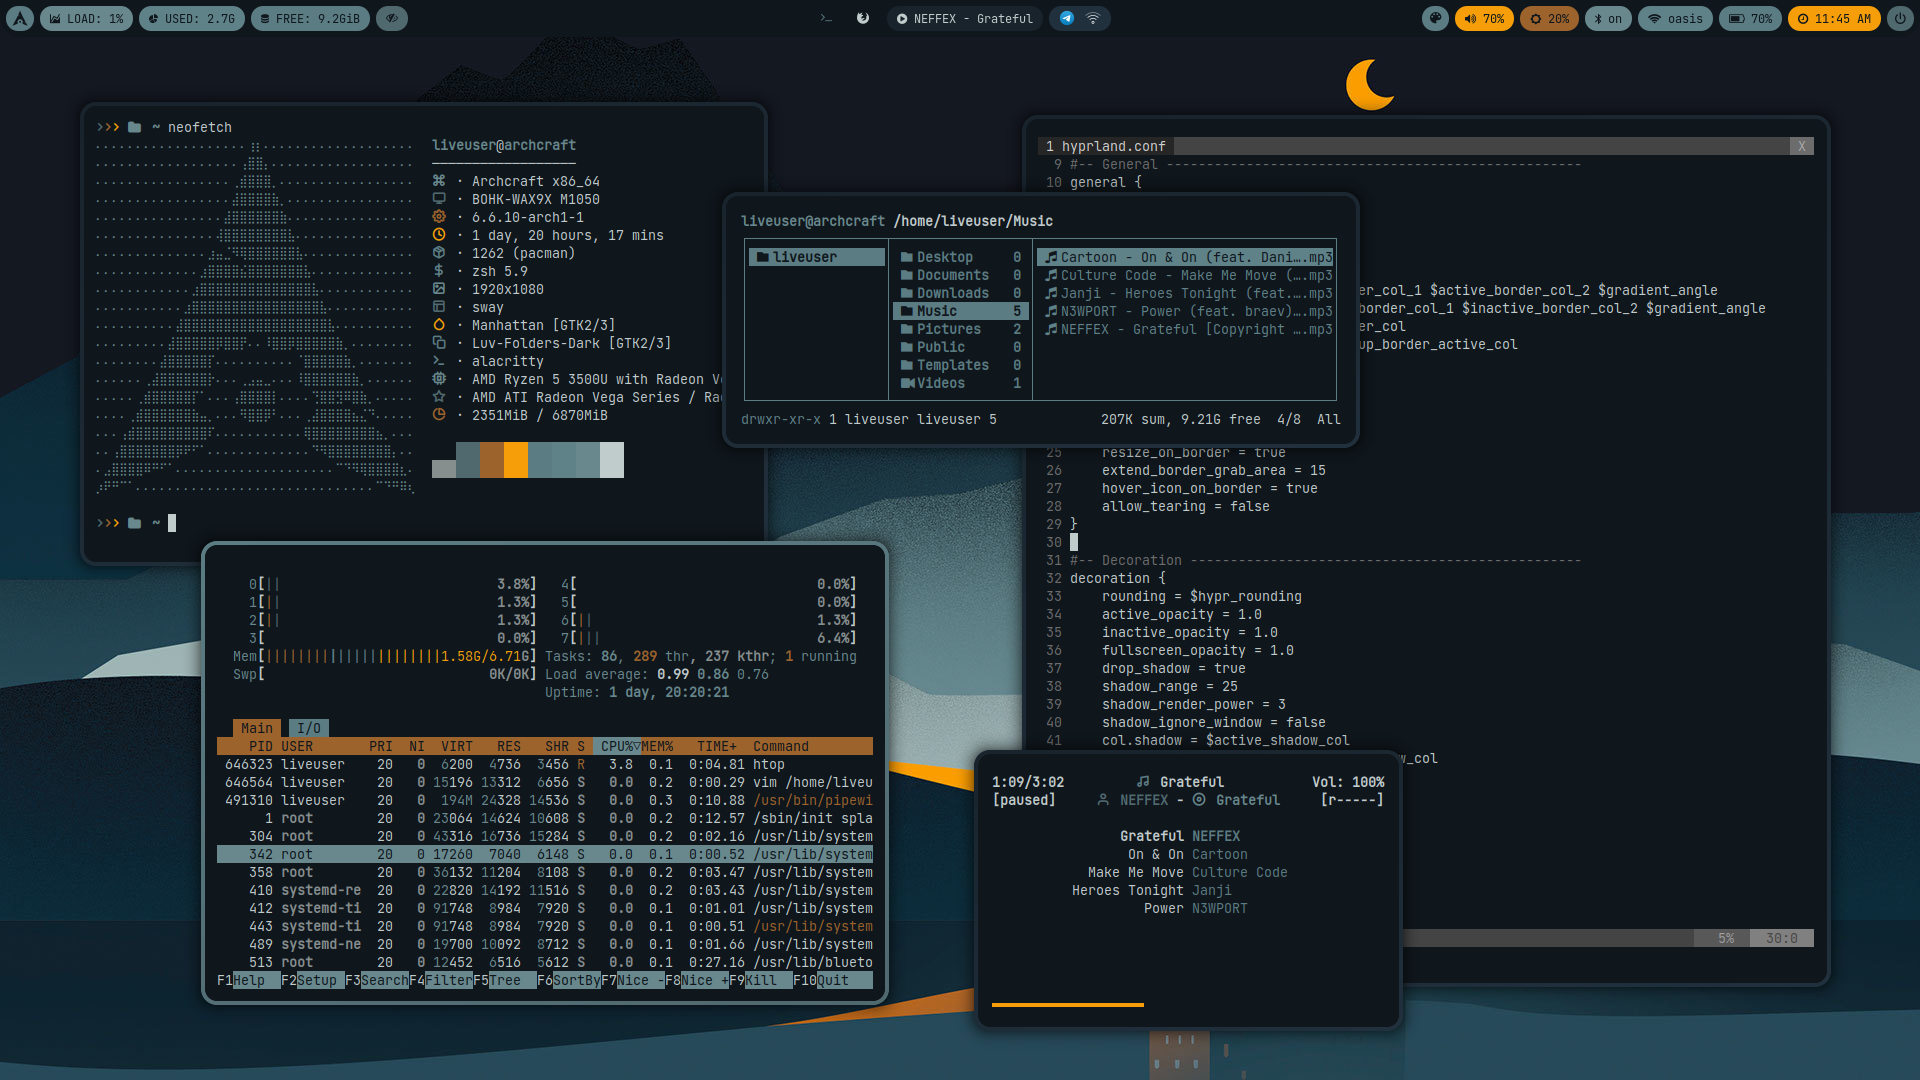 LOAD: 1% USED: 2.7G FREE: 9.2GiB NEFFEX - Grateful 70% 20% on oasis 70% 11:45 AM
~ neofetch
liveuser@archcraft
· Archcraft x86_64
· BOHK-WAX9X M1050
· 6.6.10-arch1-1
· 1 day, 20 hours, 17 mins
· 1262 (pacman)
· zsh 5.9
· 1920x1080
· sway
· Manhattan [GTK2/3]
· Luv-Folders-Dark [GTK2/3]
· alacritty
· AMD Ryzen 5 3500U with Radeon
· AMD ATI Radeon Vega Series /
· 2351MiB / 6870MiB
~
liveuser@archcraft /home/liveuser/Music
liveuser
Desktop 0
Documents 0
Downloads 0
Music 5
Pictures 2
Public 0
Templates 0
Videos 1
Cartoon - On & On (feat. Dani….mp3
Culture Code - Make Me Move (….mp3
Janji - Heroes Tonight (feat.….mp3
N3WPORT - Power (feat. braev)….mp3
NEFFEX - Grateful [Copyright ….mp3
drwxr-xr-x 1 liveuser liveuser 5 207K sum, 9.21G free 4/8 All
1 hyprland.conf X
9 #-- General ----------------------------------------------------
10 general {
er_col_1 $active_border_col_2 $gradient_angle
order_col_1 $inactive_border_col_2 $gradient_angle
er_col
up_border_active_col
25 resize_on_border = true
26 extend_border_grab_area = 15
27 hover_icon_on_border = true
28 allow_tearing = false
29 }
30
31 #-- Decoration -------------------------------------------------
32 decoration {
33 rounding = $hypr_rounding
34 active_opacity = 1.0
35 inactive_opacity = 1.0
36 fullscreen_opacity = 1.0
37 drop_shadow = true
38 shadow_range = 25
39 shadow_render_power = 3
40 shadow_ignore_window = false
41 col.shadow = $active_shadow_col
w_col
5% 30:0
0[|| 3.8%] 4[ 0.0%]
1[|| 1.3%] 5[ 0.0%]
2[|| 1.3%] 6[|| 1.3%]
3[ 0.0%] 7[||| 6.4%]
Mem[||||||||||||||||||||||1.58G/6.71G] Tasks: 86, 289 thr, 237 kthr; 1 running
Swp[ 0K/0K] Load average: 0.99 0.86 0.76
Uptime: 1 day, 20:20:21
Main I/O
PID USER PRI NI VIRT RES SHR S CPU%▽MEM% TIME+ Command
646323 liveuser 20 0 6200 4736 3456 R 3.8 0.1 0:04.81 htop
646564 liveuser 20 0 15196 13312 6656 S 0.0 0.2 0:00.29 vim /home/liveu
491310 liveuser 20 0 194M 24328 14536 S 0.0 0.3 0:10.88 /usr/bin/pipewi
1 root 20 0 23064 14624 10608 S 0.0 0.2 0:12.57 /sbin/init spla
304 root 20 0 43316 16736 15284 S 0.0 0.2 0:02.16 /usr/lib/system
342 root 20 0 17260 7040 6148 S 0.0 0.1 0:00.52 /usr/lib/system
358 root 20 0 36132 11204 8108 S 0.0 0.2 0:03.47 /usr/lib/system
410 systemd-re 20 0 22820 14192 11516 S 0.0 0.2 0:03.43 /usr/lib/system
412 systemd-ti 20 0 91748 8984 7920 S 0.0 0.1 0:01.01 /usr/lib/system
443 systemd-ti 20 0 91748 8984 7920 S 0.0 0.1 0:00.51 /usr/lib/system
489 systemd-ne 20 0 19700 10092 8712 S 0.0 0.1 0:01.66 /usr/lib/system
513 root 20 0 12452 6516 5612 S 0.0 0.1 0:27.16 /usr/lib/blueto
F1Help F2Setup F3SearchF4FilterF5Tree F6SortByF7Nice -F8Nice +F9Kill F10Quit
1:09/3:02 Grateful Vol: 100%
[paused] NEFFEX - Grateful [r-----]
Grateful NEFFEX
On & On Cartoon
Make Me Move Culture Code
Heroes Tonight Janji
Power N3WPORT